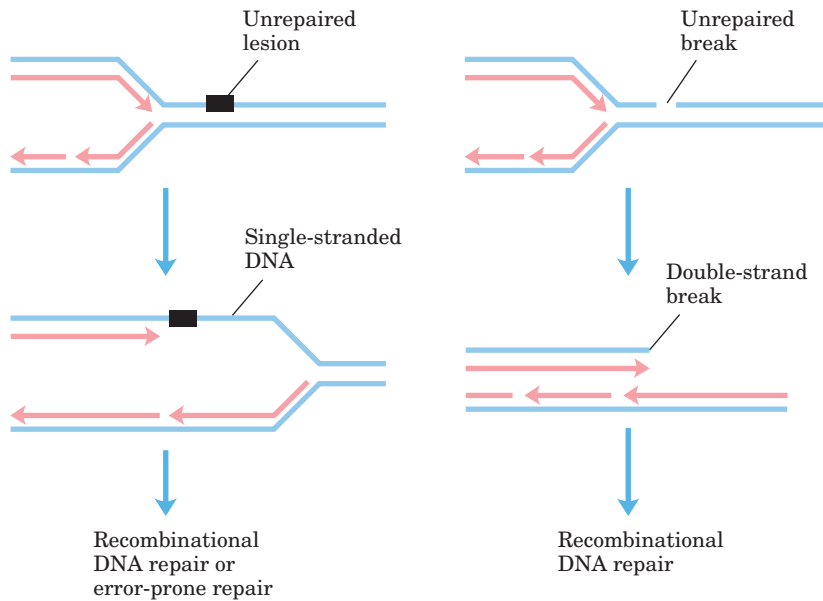 Unrepaired
lesion
Unrepaired
break
Single-stranded
DNA
Double-strand
break
Recombinational
DNA repair or
error-prone repair
Recombinational
DNA repair